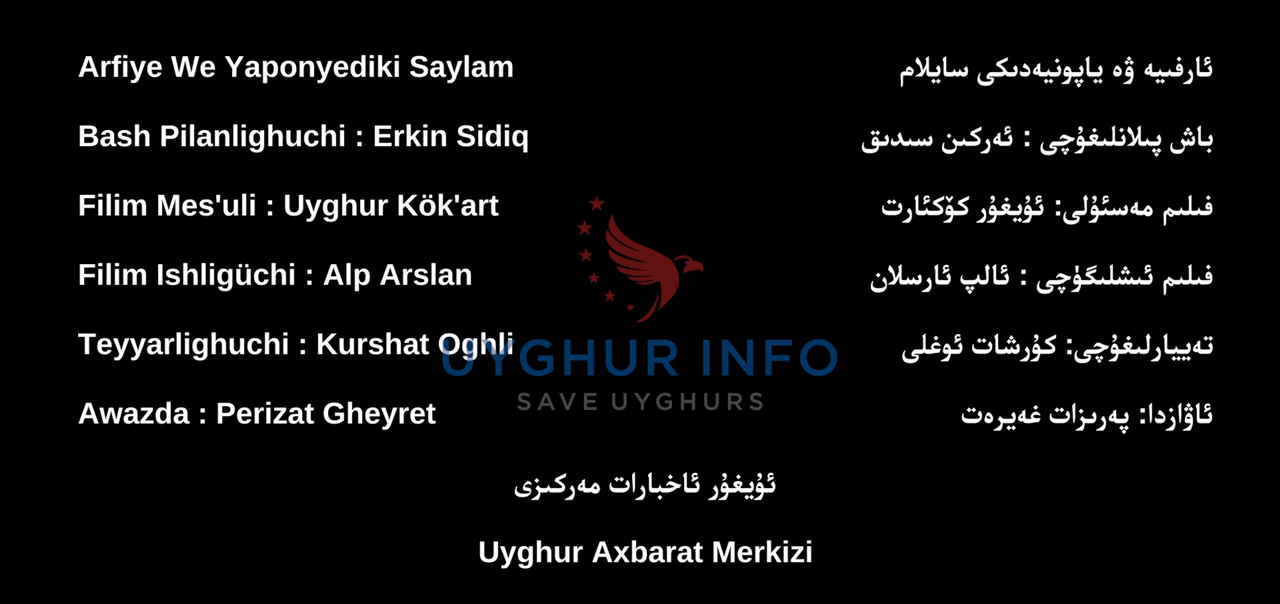 Arfiye We Yaponyediki Saylam
ئارفىيە ۋە ياپونيەدىكى سايلام
Bash Pilanlighuchi : Erkin Sidiq
باش پىلانلىغۇچى : ئەركىن سىدىق
Filim Mes'uli : Uyghur Kök'art
فىلىم مەسئۇلى: ئۇيغۇر كۆكئارت
Filim Ishligüchi : Alp Arslan
فىلىم ئىشلىگۈچى : ئالپ ئارسلان
Teyyarlighuchi : Kurshat Oghli
تەييارلىغۇچى: كۇرشات ئوغلى
UYGHUR INFO
SAVE UYGHURS
Awazda : Perizat Gheyret
ئاۋازدا: پەرىزات غەيرەت
ئۇيغۇر ئاخبارات مەركىزى
Uyghur Axbarat Merkizi